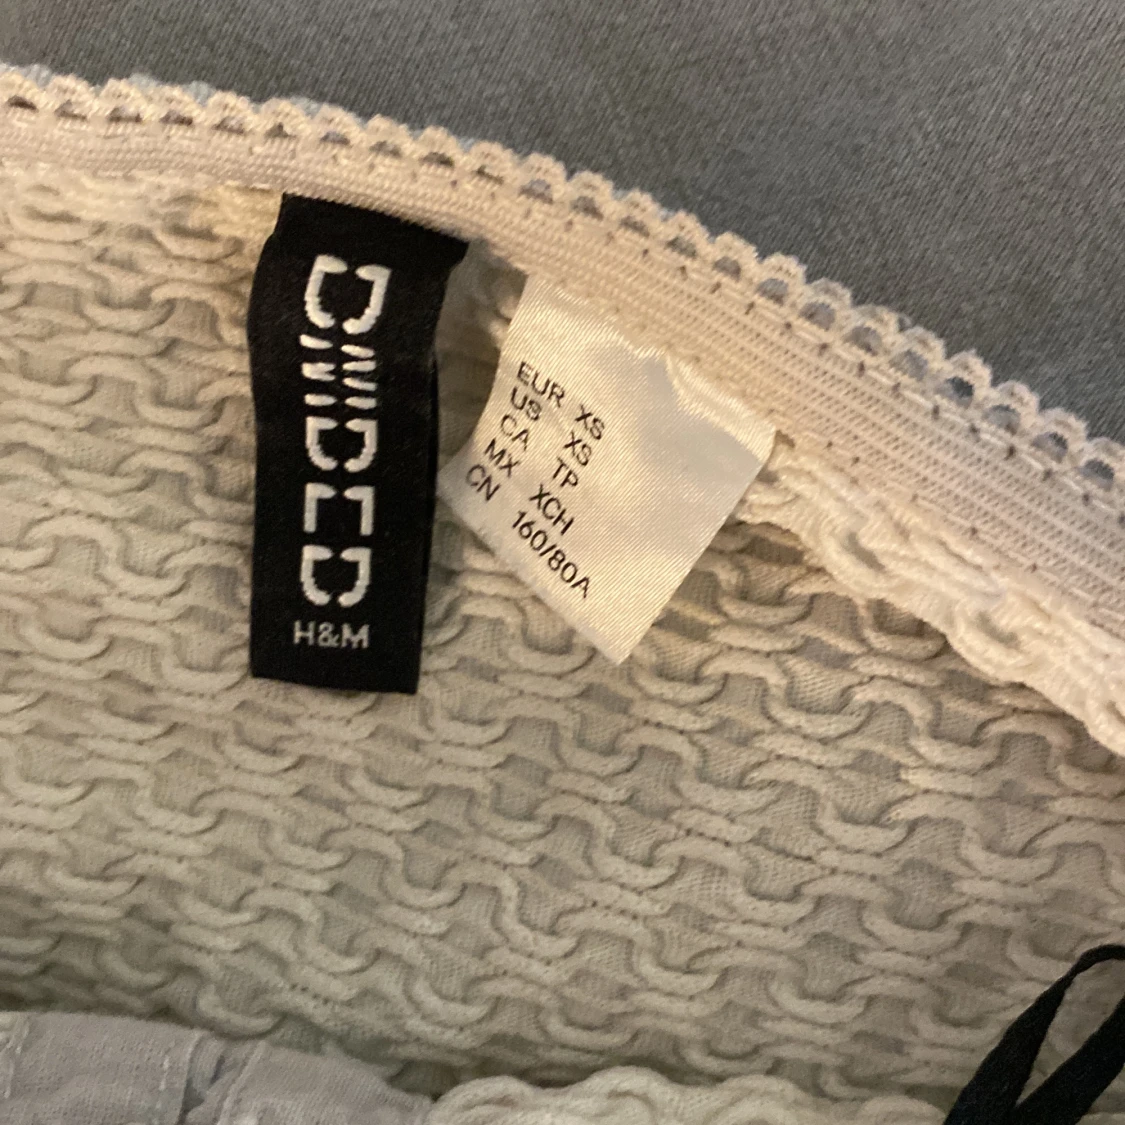 DIVIDED
H&M
EUR XS
US XS
CA TP
MX XCH
CN 160/80A